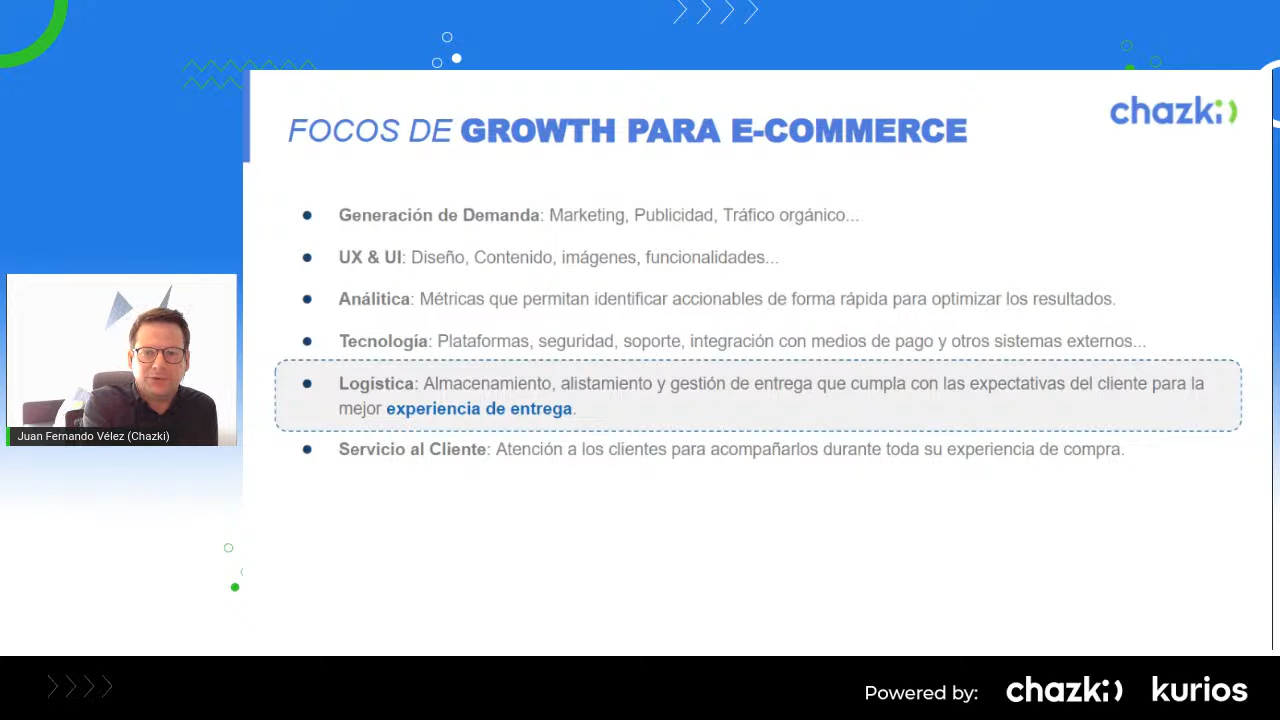 FOCOS DE GROWTH PARA E-COMMERCE
chazki
Generación de Demanda: Marketing, Publicidad, Tráfico orgánico...
UX & UI: Diseño, Contenido, imágenes, funcionalidades...
Análitica: Métricas que permitan identificar accionables de forma rápida para optimizar los resultados.
Tecnología: Plataformas, seguridad, soporte, integración con medios de pago y otros sistemas externos...
Logística: Almacenamiento, alistamiento y gestión de entrega que cumpla con las expectativas del cliente para la
mejor experiencia de entrega.
Servicio al Cliente: Atención a los clientes para acompañarlos durante toda su experiencia de compra.
Juan Fernando Vélez (Chazki)
Powered by: chazki kurios